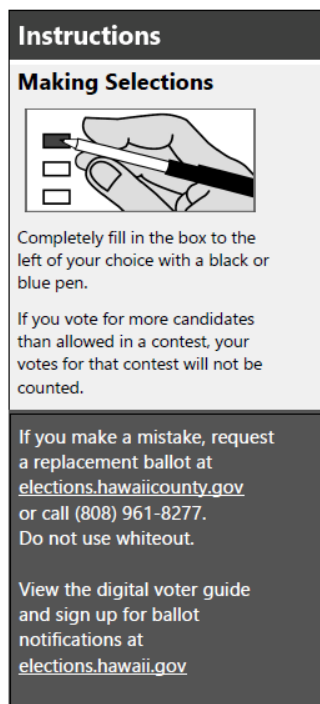 Instructions
Making Selections
Completely fill in the box to the
left of your choice with a black or
blue pen.
If you vote for more candidates
than allowed in a contest, your
votes for that contest will not be
counted.
If you make a mistake, request
a replacement ballot at
elections.hawaiicounty.gov
or call (808) 961-8277.
Do not use whiteout.
View the digital voter guide
and sign up for ballot
notifications at
elections.hawaii.gov